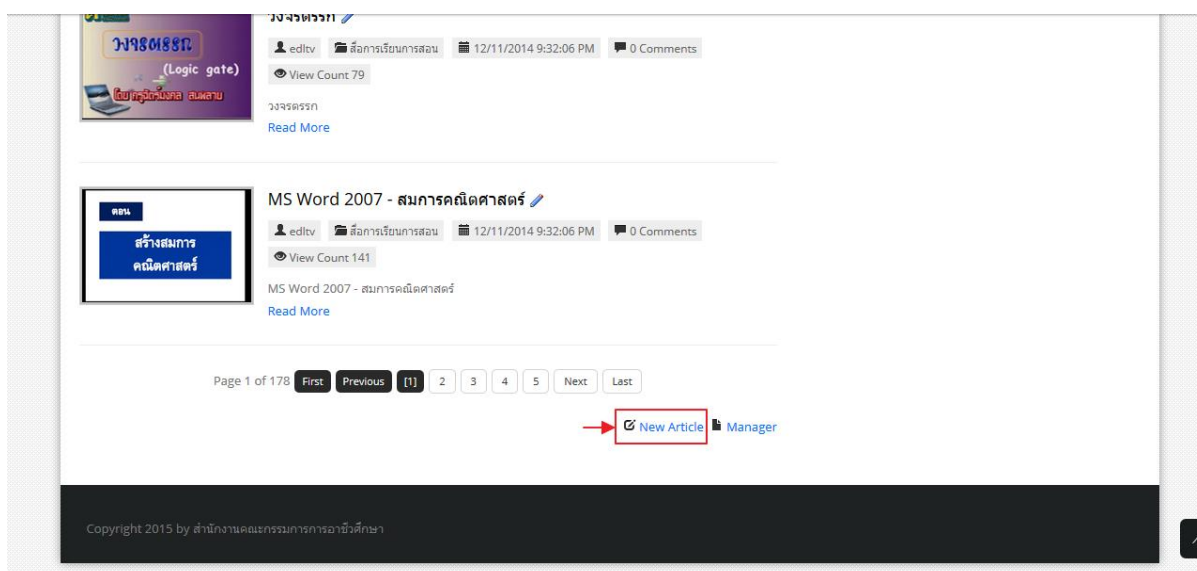 วงจรตรรก
วงจรตรรก
(Logic gate)
edltv สื่อการเรียนการสอน 12/11/2014 9:32:06 PM 0 Comments
View Count 79
วงจรตรรก
Read More
MS Word 2007 - สมการคณิตศาสตร์
ตอน
สร้างสมการ
คณิตศาสตร์
edltv สื่อการเรียนการสอน 12/11/2014 9:32:06 PM 0 Comments
View Count 141
MS Word 2007 - สมการคณิตศาสตร์
Read More
Page 1 of 178 First Previous [1] 2 3 4 5 Next Last
New Article Manager
Copyright 2015 by สำนักงานคณะกรรมการการอาชีวศึกษา